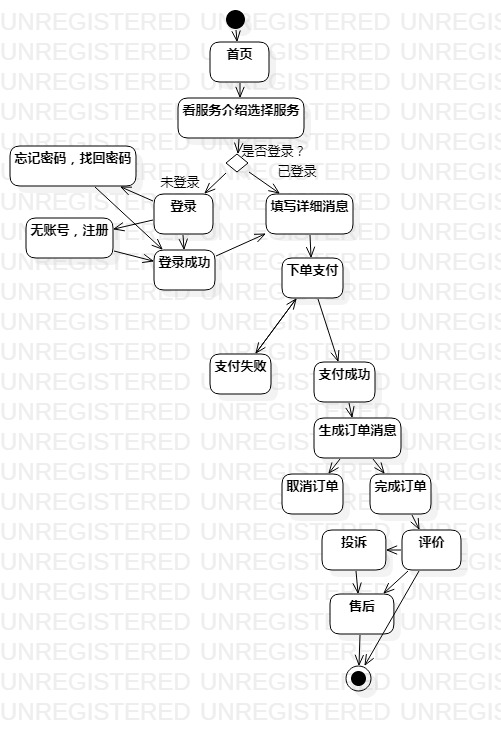 首页
看服务介绍选择服务
是否登录？
忘记密码，找回密码
未登录
已登录
登录
填写详细消息
无账号，注册
登录成功
下单支付
支付失败
支付成功
生成订单消息
取消订单
完成订单
投诉
评价
售后
UNREGISTERED